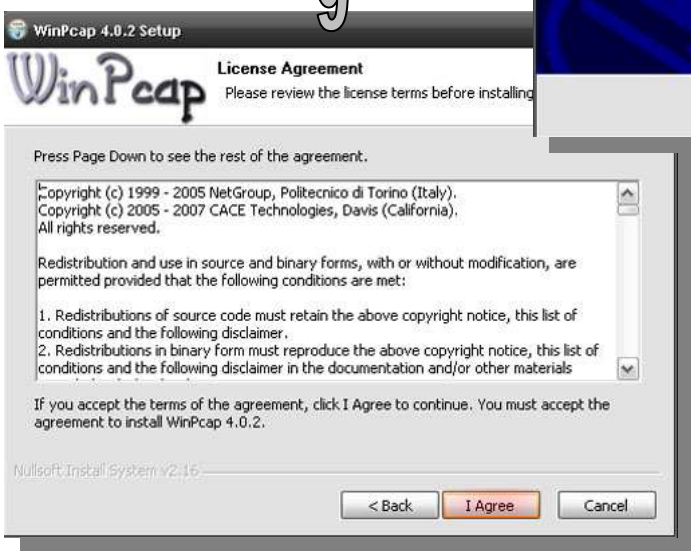 9
WinPcap 4.0.2 Setup
WinPcap
License Agreement
Please review the license terms before installing
Press Page Down to see the rest of the agreement.
Copyright (c) 1999 - 2005 NetGroup, Politecnico di Torino (Italy).
Copyright (c) 2005 - 2007 CACE Technologies, Davis (California).
All rights reserved.
Redistribution and use in source and binary forms, with or without modification, are
permitted provided that the following conditions are met:
1. Redistributions of source code must retain the above copyright notice, this list of
conditions and the following disclaimer.
2. Redistributions in binary form must reproduce the above copyright notice, this list of
conditions and the following disclaimer in the documentation and/or other materials
If you accept the terms of the agreement, click I Agree to continue. You must accept the
agreement to install WinPcap 4.0.2.
Nullsoft Install System v2.16
< Back I Agree Cancel